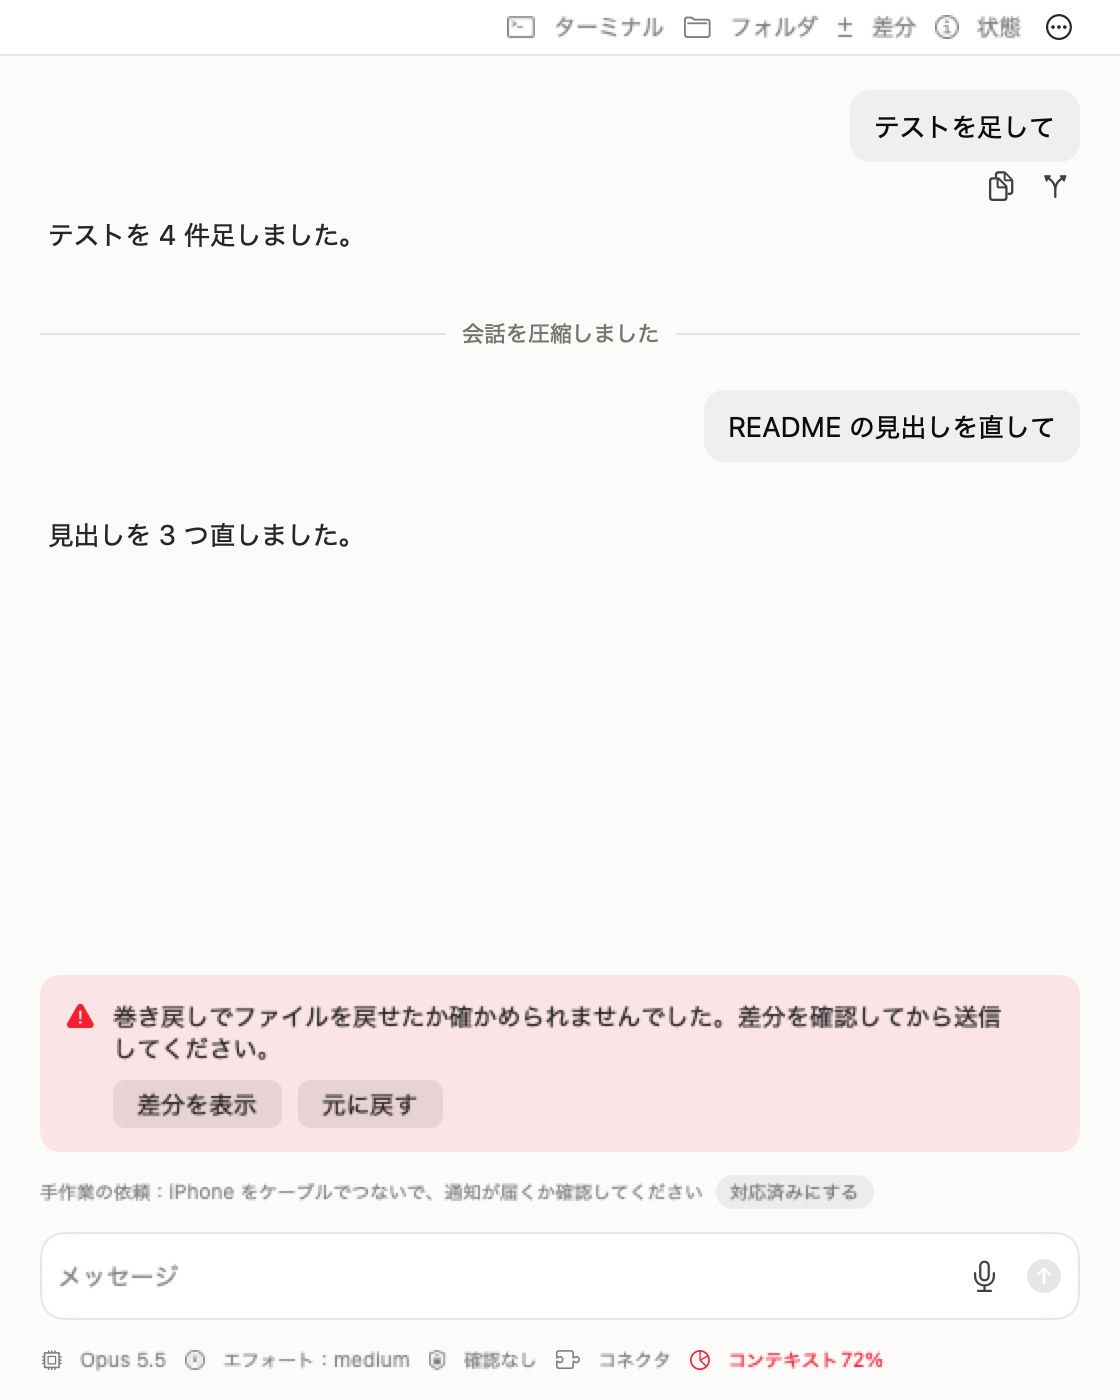 ターミナル フォルダ 差分 状態
テストを足して
テストを 4 件足しました。
会話を圧縮しました
README の見出しを直して
見出しを 3 つ直しました。
巻き戻しでファイルを戻せたか確かめられませんでした。差分を確認してから送信
してください。
差分を表示 元に戻す
手作業の依頼：iPhone をケーブルでつないで、通知が届くか確認してください 対応済みにする
メッセージ
Opus 5.5 エフォート：medium 確認なし コネクタ コンテキスト 72%